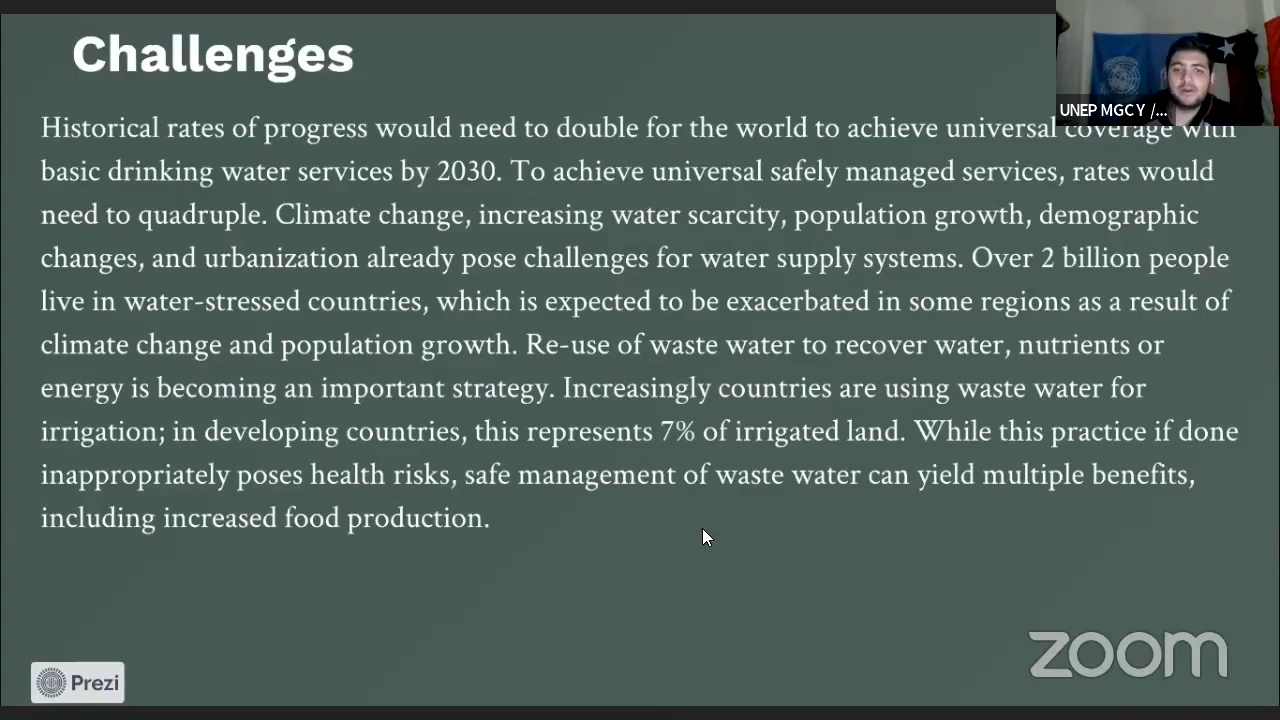 Challenges
UNEP MGCY /...
Historical rates of progress would need to double for the world to achieve universal coverage with
basic drinking water services by 2030. To achieve universal safely managed services, rates would
need to quadruple. Climate change, increasing water scarcity, population growth, demographic
changes, and urbanization already pose challenges for water supply systems. Over 2 billion people
live in water-stressed countries, which is expected to be exacerbated in some regions as a result of
climate change and population growth. Re-use of waste water to recover water, nutrients or
energy is becoming an important strategy. Increasingly countries are using waste water for
irrigation; in developing countries, this represents 7% of irrigated land. While this practice if done
inappropriately poses health risks, safe management of waste water can yield multiple benefits,
including increased food production.
zoom
Prezi